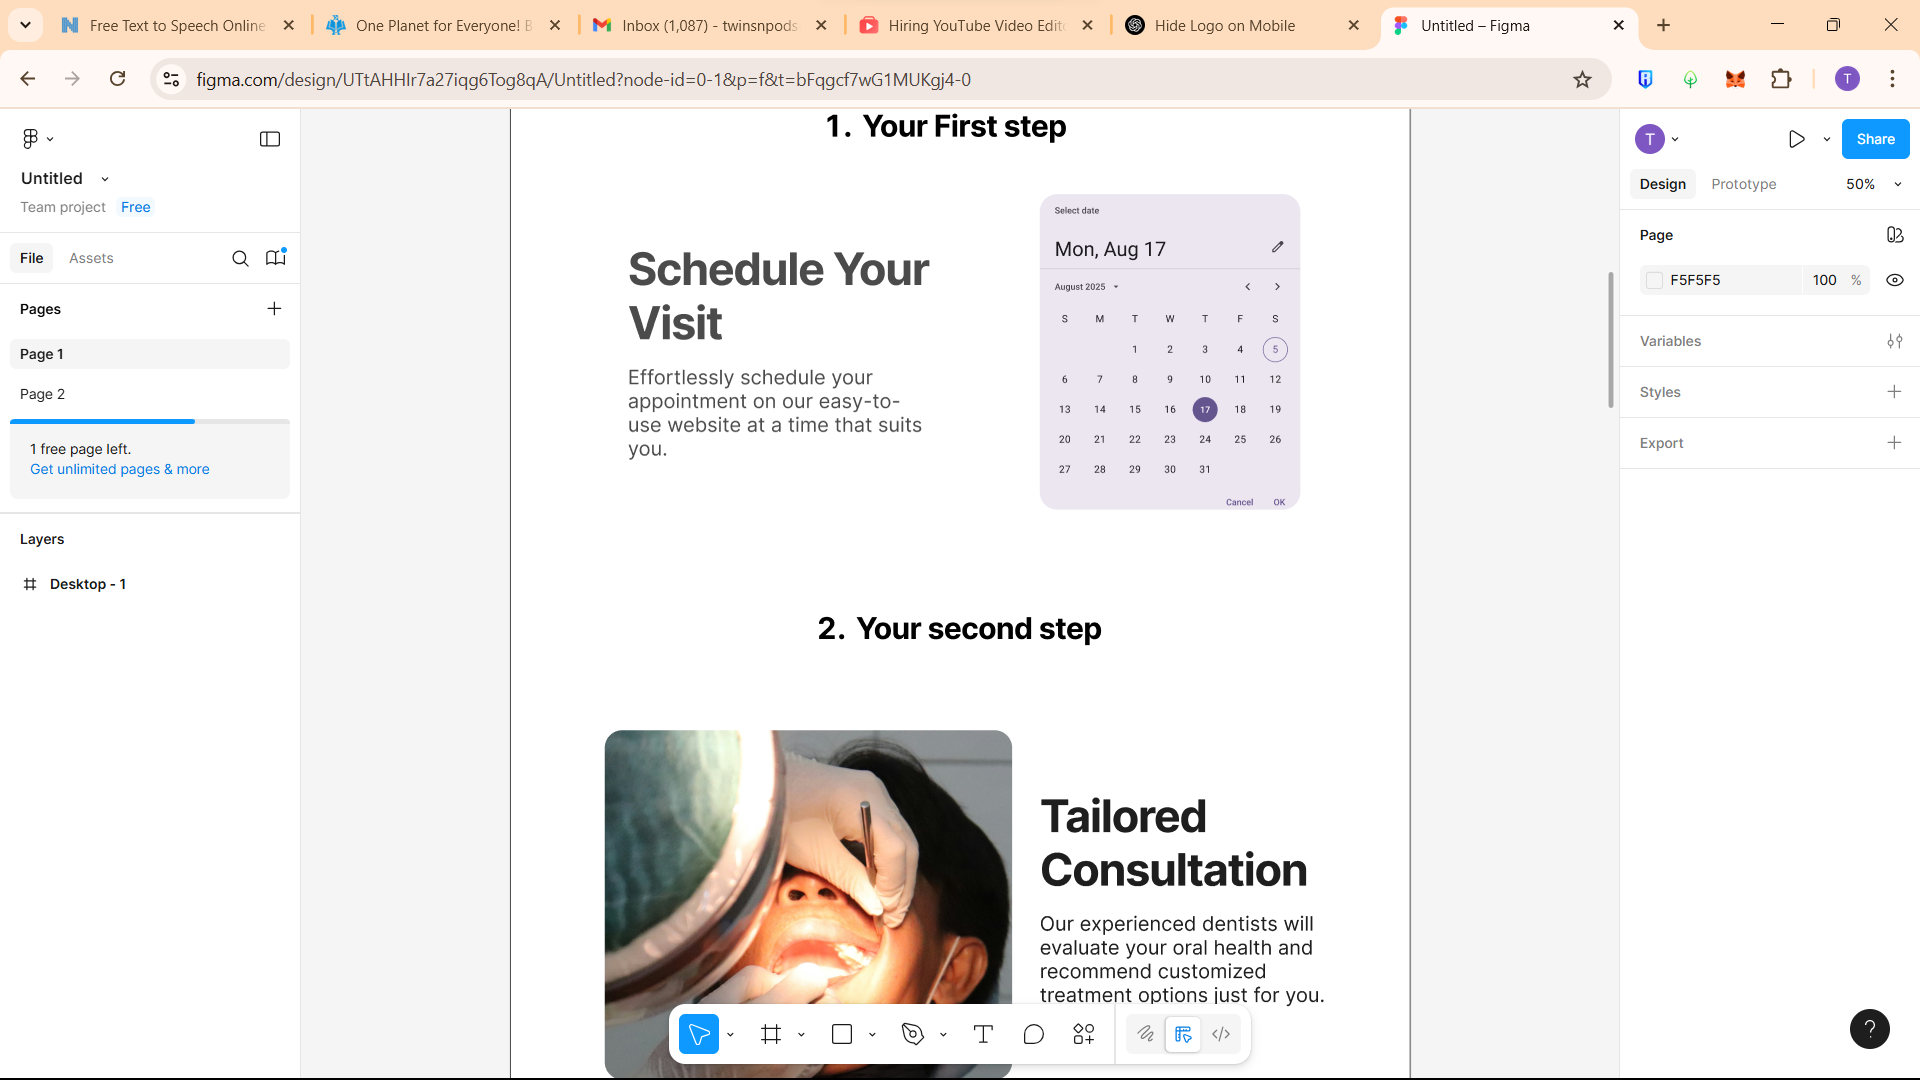 Free Text to Speech Online
One Planet for Everyone! B
Inbox (1,087) - twinsnpods
Hiring YouTube Video Edit
Hide Logo on Mobile
Untitled – Figma
figma.com/design/UTtAHHIr7a27iqg6Tog8qA/Untitled?node-id=0-1&p=f&t=bFqgcf7wG1MUKgj4-0
T
Untitled
Team project Free
File Assets
Pages
Page 1
Page 2
1 free page left.
Get unlimited pages & more
Layers
Desktop - 1
1. Your First step
Schedule Your
Visit
Effortlessly schedule your
appointment on our easy-to-
use website at a time that suits
you.
Select date
Mon, Aug 17
August 2025
S M T W T F S
1 2 3 4 5
6 7 8 9 10 11 12
13 14 15 16 17 18 19
20 21 22 23 24 25 26
27 28 29 30 31
Cancel OK
2. Your second step
Tailored
Consultation
Our experienced dentists will
evaluate your oral health and
recommend customized
treatment options just for you.
T
Share
Design Prototype 50%
Page
F5F5F5 100 %
Variables
Styles
Export
?